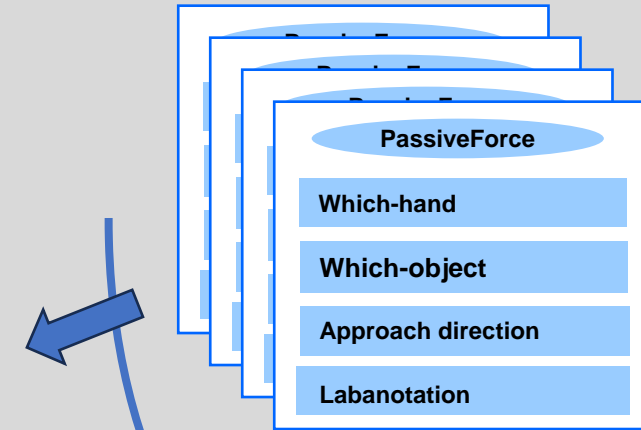 PassiveForce
Which-hand
Which-object
Approach direction
Labanotation